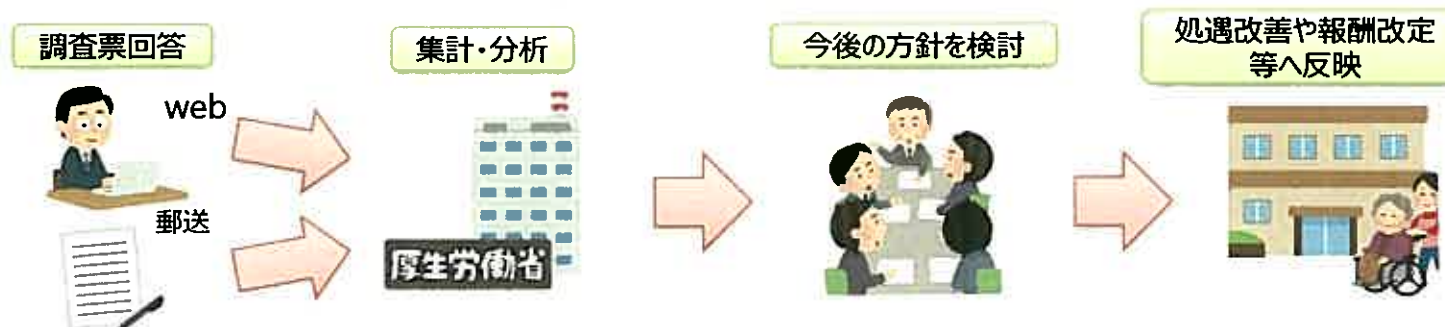 調査票回答
web
郵送
集計・分析
厚生労働省
今後の方針を検討
処遇改善や報酬改定
等へ反映